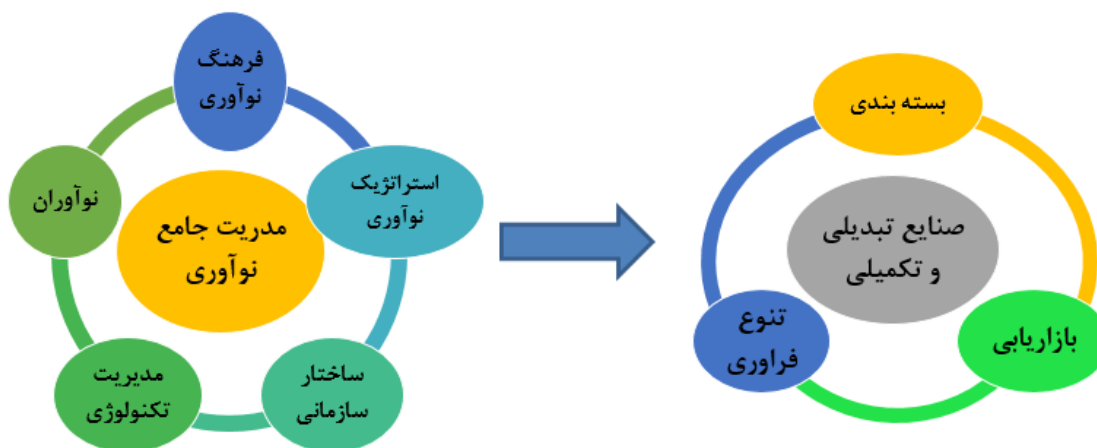 فرهنگ
نوآوری
استراتژیک
نوآوری
ساختار
سازمانی
مدیریت
تکنولوژی
نوآوران
مدریت جامع
نوآوری
بسته بندی
بازاریابی
تنوع
فراوری
صنایع تبدیلی
و تکمیلی